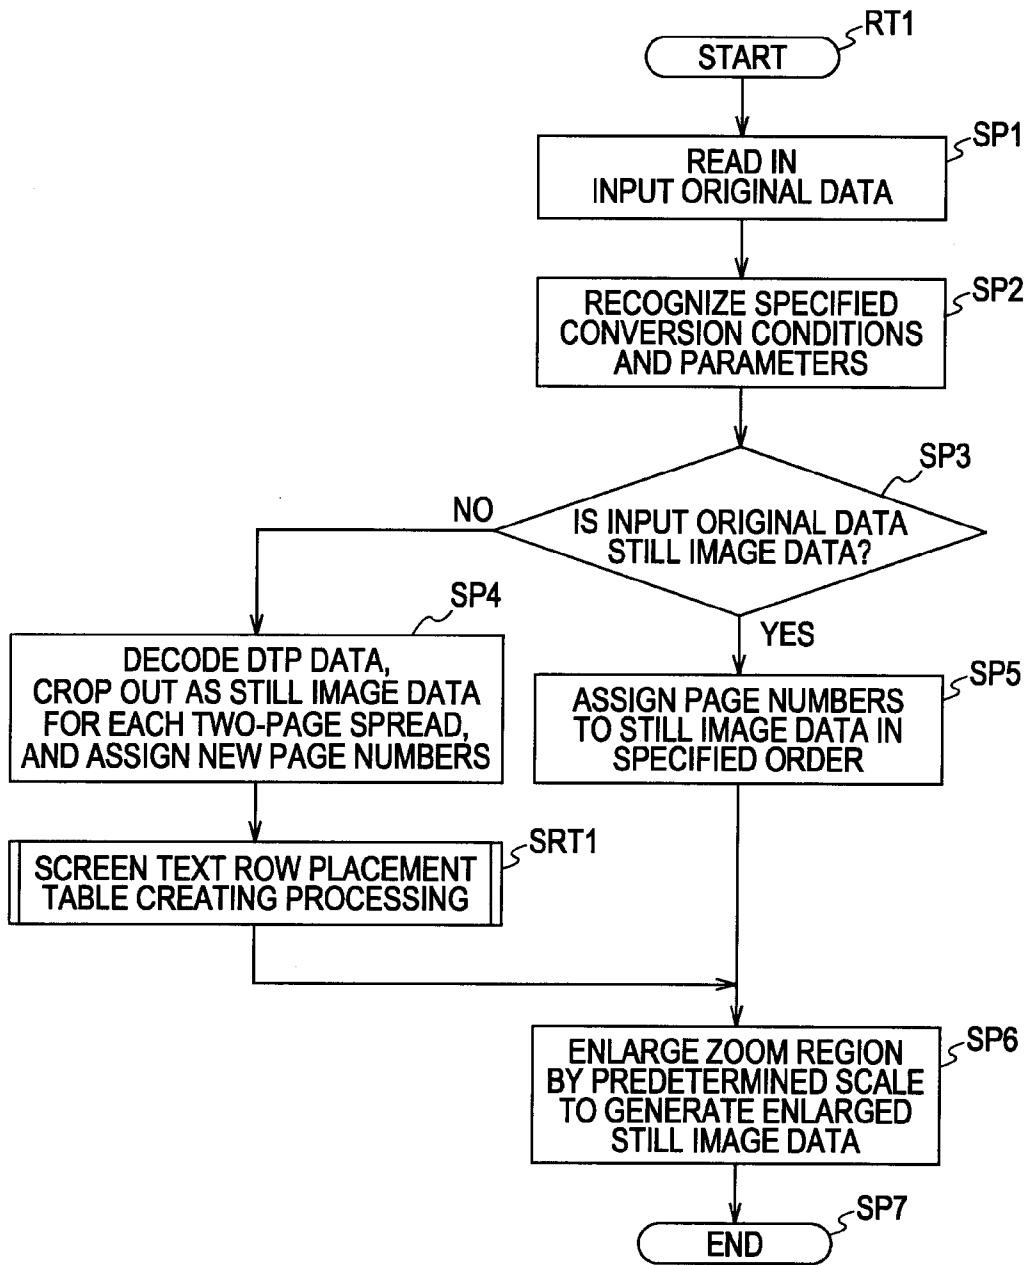 RT1
START
SP1
READ IN
INPUT ORIGINAL DATA
SP2
RECOGNIZE SPECIFIED
CONVERSION CONDITIONS
AND PARAMETERS
SP3
IS INPUT ORIGINAL DATA
STILL IMAGE DATA?
NO
YES
SP4
DECODE DTP DATA,
CROP OUT AS STILL IMAGE DATA
FOR EACH TWO-PAGE SPREAD,
AND ASSIGN NEW PAGE NUMBERS
SP5
ASSIGN PAGE NUMBERS
TO STILL IMAGE DATA IN
SPECIFIED ORDER
SRT1
SCREEN TEXT ROW PLACEMENT
TABLE CREATING PROCESSING
SP6
ENLARGE ZOOM REGION
BY PREDETERMINED SCALE
TO GENERATE ENLARGED
STILL IMAGE DATA
SP7
END